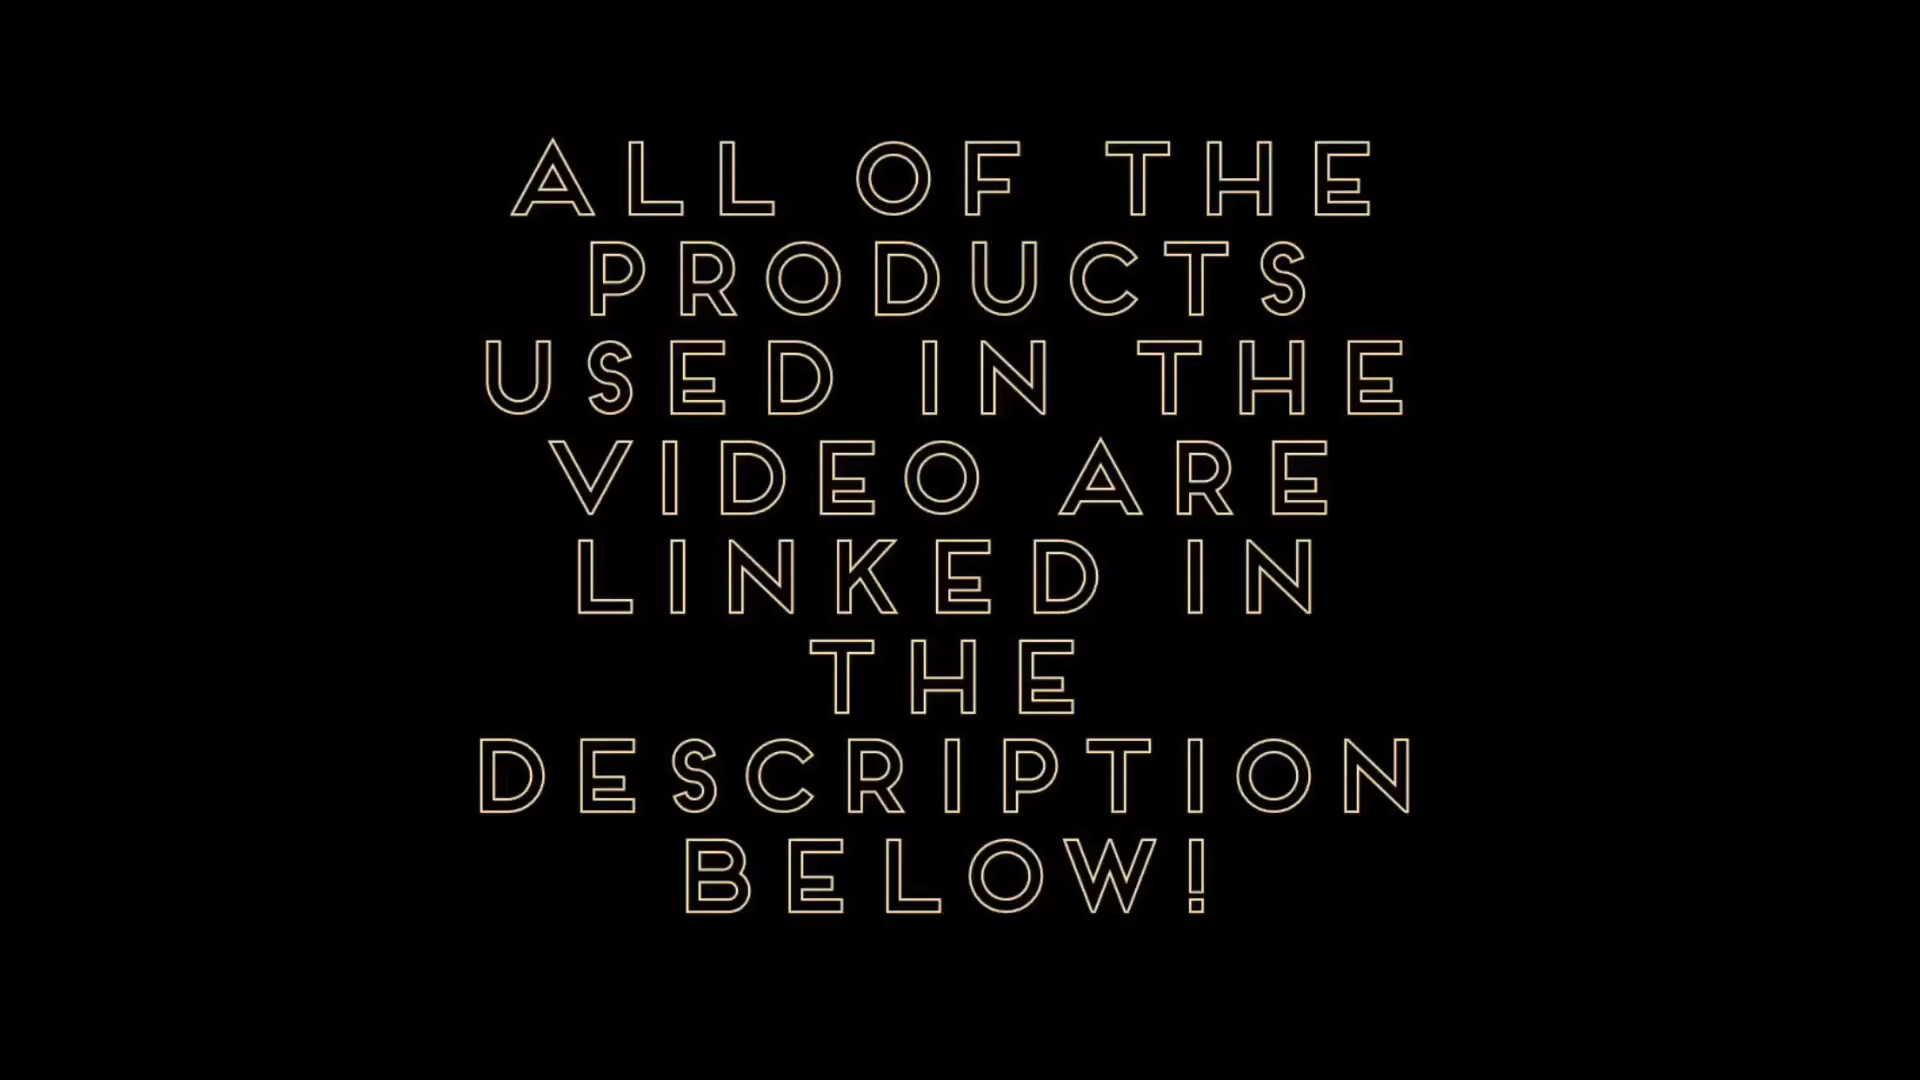 ALL OF THE
PRODUCTS
USED IN THE
VIDEO ARE
LINKED IN
THE
DESCRIPTION
BELOW!